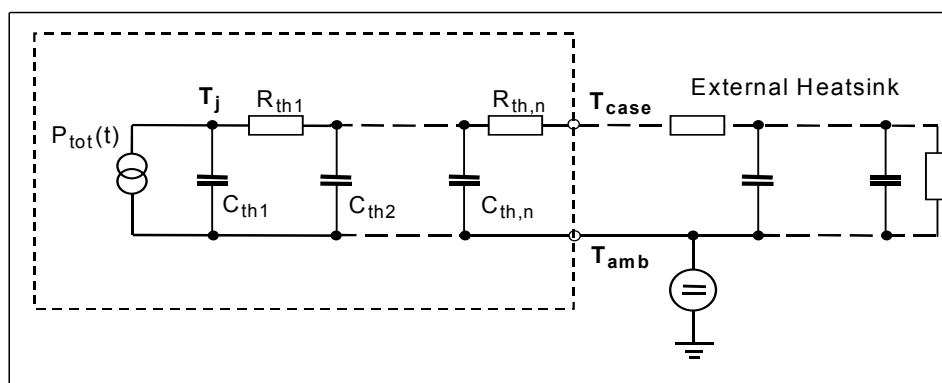 External Heatsink
T_j
R_th1
R_th,n
T_case
P_tot(t)
C_th1
C_th2
C_th,n
T_amb